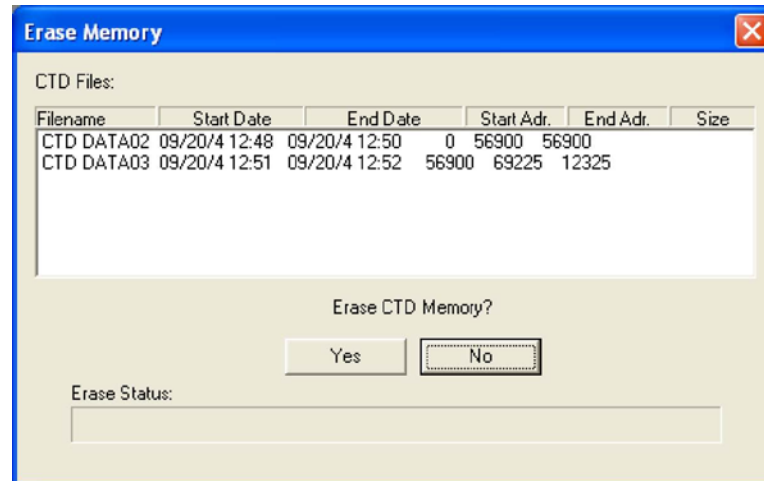 Erase Memory
CTD Files:
Filename Start Date End Date Start Adr. End Adr. Size
CTD DATA02 09/20/4 12:48 09/20/4 12:50 0 56900 56900
CTD DATA03 09/20/4 12:51 09/20/4 12:52 56900 69225 12325
Erase CTD Memory?
Yes No
Erase Status: